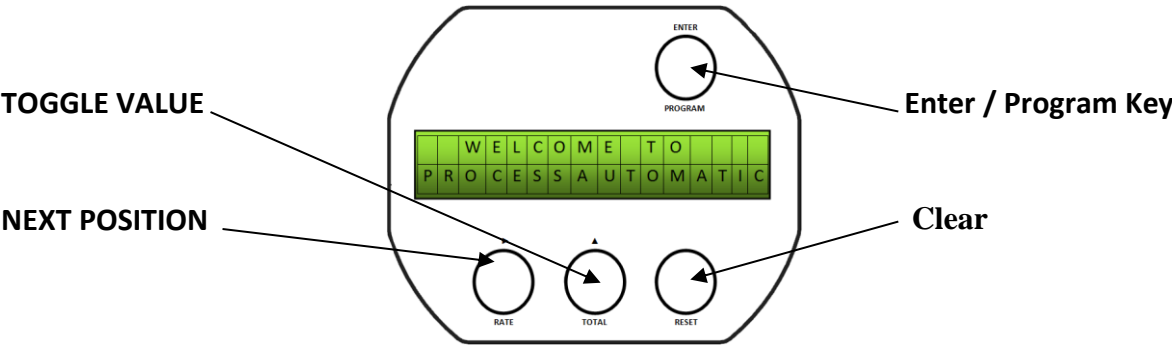 ENTER
PROGRAM
TOGGLE VALUE
Enter / Program Key
WELCOME TO
PROCESSAUTOMATIC
NEXT POSITION
Clear
RATE
TOTAL
RESET